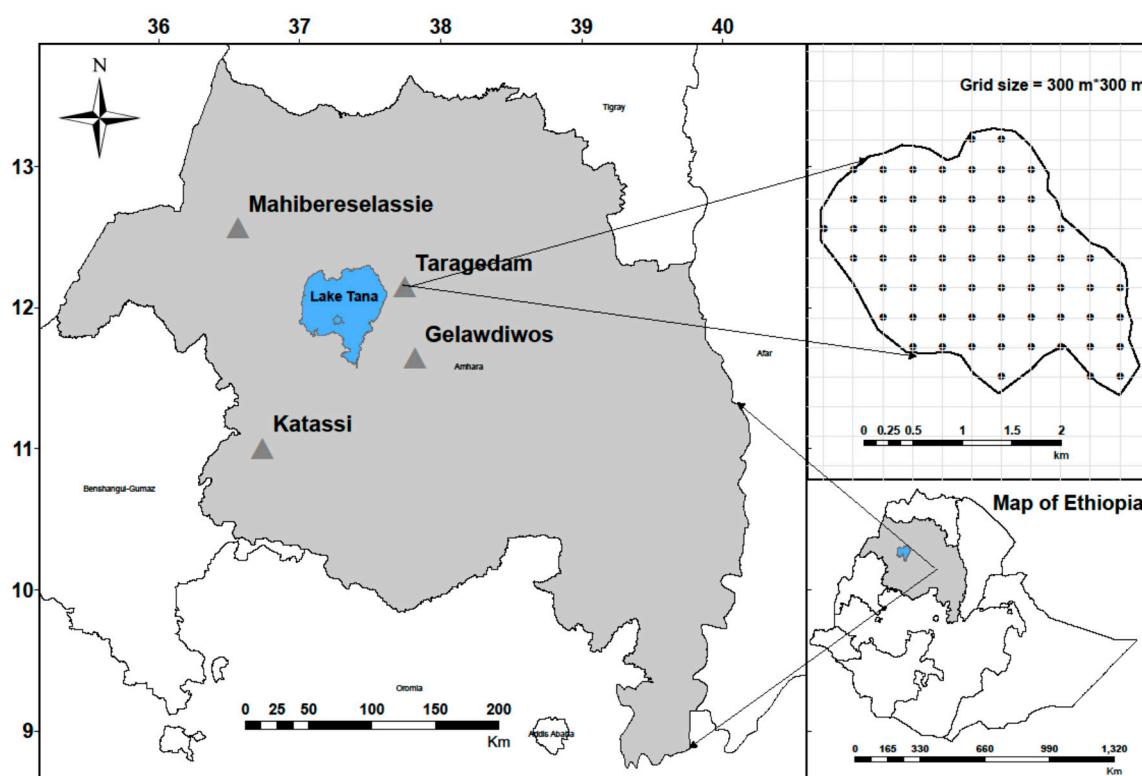 36 37 38 39 40
N
13
12
11
10
9
Tigray
Mahibereselassie
Taragedam
Lake Tana
Gelawdiwos
Amhara
Afar
Katassi
Benshangul-Gumaz
Oromia
Addis Ababa
0 25 50 100 150 200
Km
Grid size = 300 m*300 m
0 0.25 0.5 1 1.5 2
km
Map of Ethiopia
0 165 330 660 990 1,320
Km